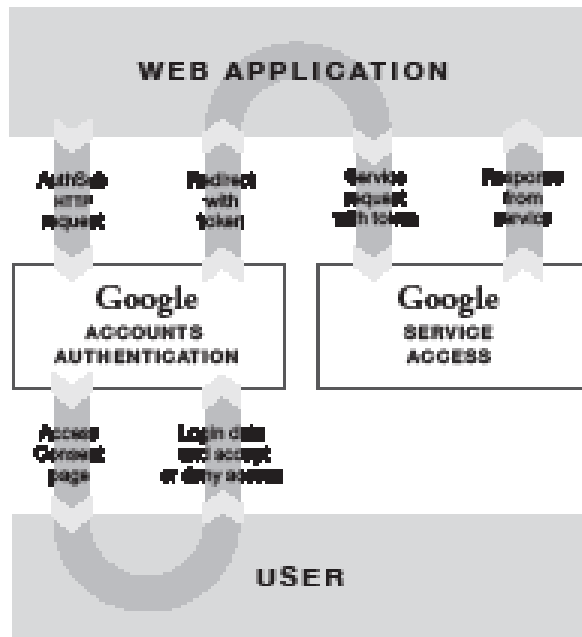 WEB APPLICATION
AuthSub
HTTP
request
Redirect
with
token
Service
request
with token
Response
from
service
Google
ACCOUNTS
AUTHENTICATION
Google
SERVICE
ACCESS
Access
Consent
page
Login data
and accept
or deny access
USER